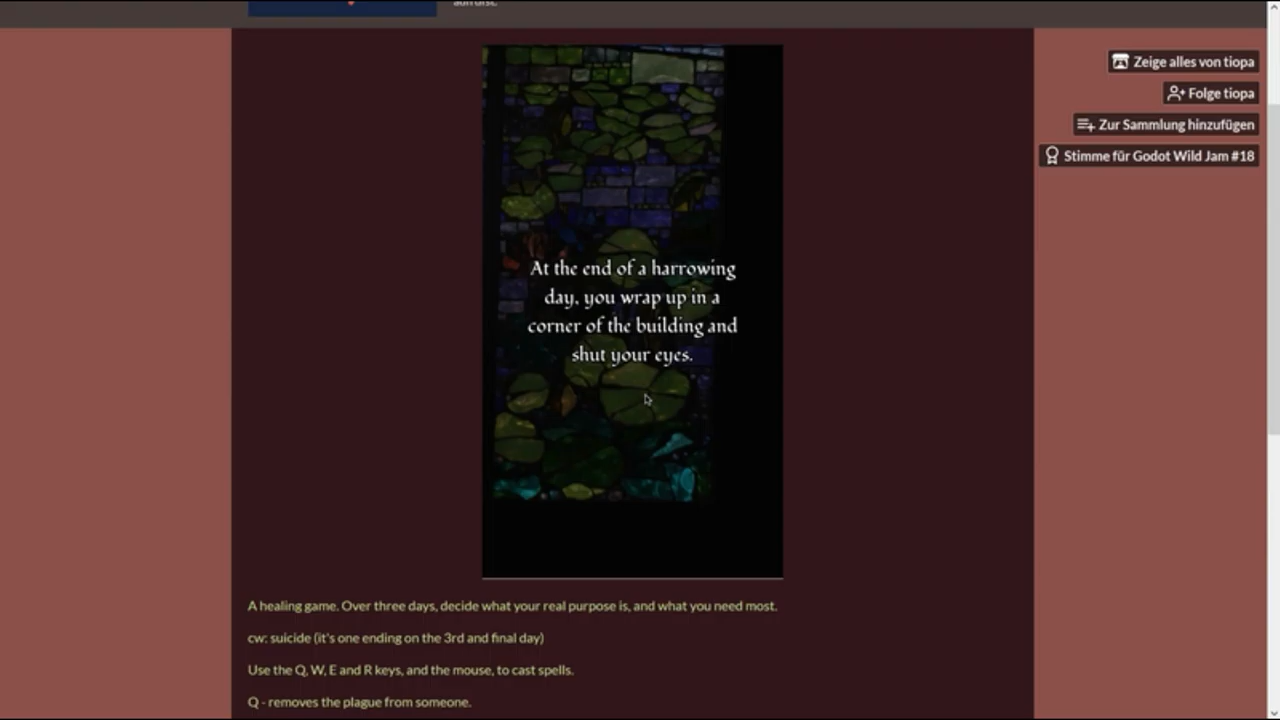 Zeige alles von tiopa
Folge tiopa
Zur Sammlung hinzufügen
Stimme für Godot Wild Jam #18
At the end of a harrowing
day, you wrap up in a
corner of the building and
shut your eyes.
A healing game. Over three days, decide what your real purpose is, and what you need most.
cw: suicide (it's one ending on the 3rd and final day)
Use the Q, W, E and R keys, and the mouse, to cast spells.
Q - removes the plague from someone.